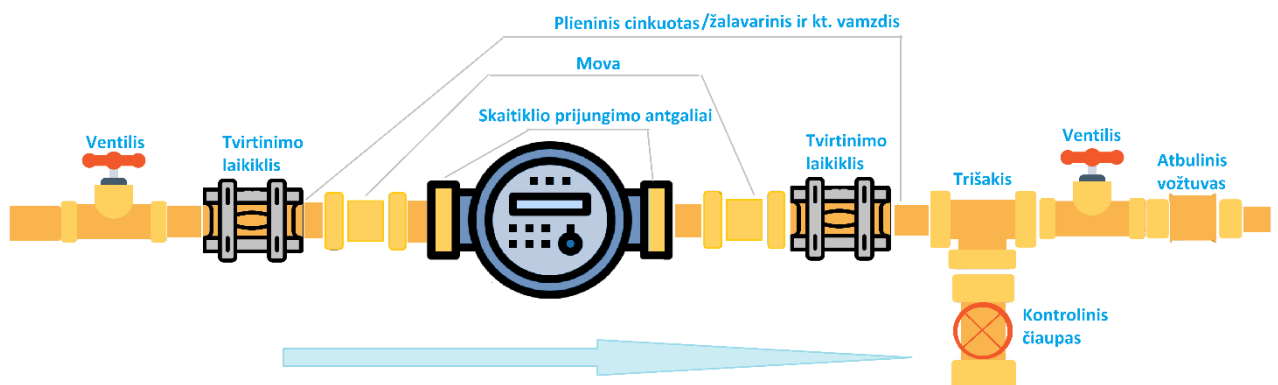 Plieninis cinkuotas/žalavarinis ir kt. vamzdis
Mova
Skaitiklio prijungimo antgaliai
Ventilis
Tvirtinimo
laikiklis
Tvirtinimo
laikiklis
Ventilis
Atbulinis
vožtuvas
Trišakis
Kontrolinis
čiaupas